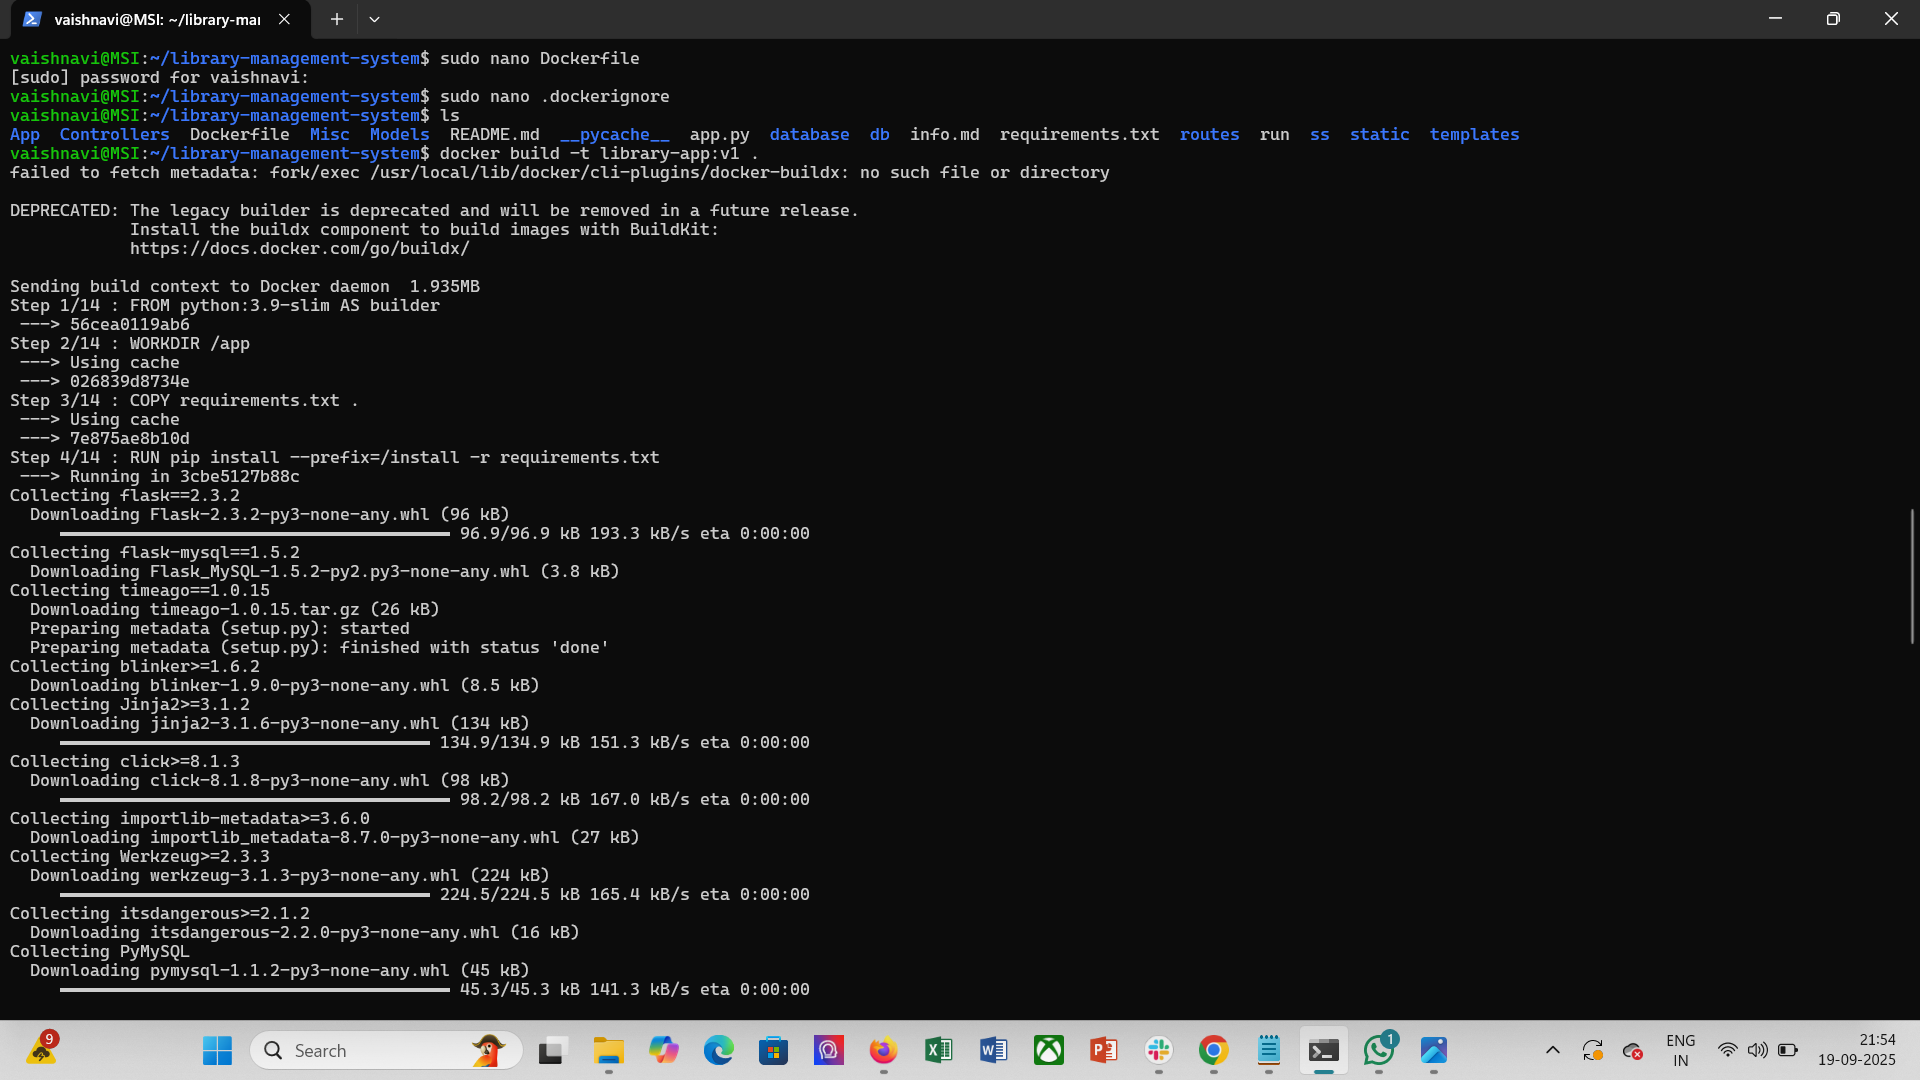 vaishnavi@MSI: ~/library-mar
vaishnavi@MSI:~/library-management-system$ sudo nano Dockerfile
[sudo] password for vaishnavi:
vaishnavi@MSI:~/library-management-system$ sudo nano .dockerignore
vaishnavi@MSI:~/library-management-system$ ls
App  Controllers  Dockerfile  Misc  Models  README.md  __pycache__  app.py  database  db  info.md  requirements.txt  routes  run  ss  static  templates
vaishnavi@MSI:~/library-management-system$ docker build -t library-app:v1 .
failed to fetch metadata: fork/exec /usr/local/lib/docker/cli-plugins/docker-buildx: no such file or directory
DEPRECATED: The legacy builder is deprecated and will be removed in a future release.
            Install the buildx component to build images with BuildKit:
            https://docs.docker.com/go/buildx/
Sending build context to Docker daemon  1.935MB
Step 1/14 : FROM python:3.9-slim AS builder
 ---> 56cea0119ab6
Step 2/14 : WORKDIR /app
 ---> Using cache
 ---> 026839d8734e
Step 3/14 : COPY requirements.txt .
 ---> Using cache
 ---> 7e875ae8b10d
Step 4/14 : RUN pip install --prefix=/install -r requirements.txt
 ---> Running in 3cbe5127b88c
Collecting flask==2.3.2
  Downloading Flask-2.3.2-py3-none-any.whl (96 kB)
96.9/96.9 kB 193.3 kB/s eta 0:00:00
Collecting flask-mysql==1.5.2
  Downloading Flask_MySQL-1.5.2-py2.py3-none-any.whl (3.8 kB)
Collecting timeago==1.0.15
  Downloading timeago-1.0.15.tar.gz (26 kB)
  Preparing metadata (setup.py): started
  Preparing metadata (setup.py): finished with status 'done'
Collecting blinker>=1.6.2
  Downloading blinker-1.9.0-py3-none-any.whl (8.5 kB)
Collecting Jinja2>=3.1.2
  Downloading jinja2-3.1.6-py3-none-any.whl (134 kB)
134.9/134.9 kB 151.3 kB/s eta 0:00:00
Collecting click>=8.1.3
  Downloading click-8.1.8-py3-none-any.whl (98 kB)
98.2/98.2 kB 167.0 kB/s eta 0:00:00
Collecting importlib-metadata>=3.6.0
  Downloading importlib_metadata-8.7.0-py3-none-any.whl (27 kB)
Collecting Werkzeug>=2.3.3
  Downloading werkzeug-3.1.3-py3-none-any.whl (224 kB)
224.5/224.5 kB 165.4 kB/s eta 0:00:00
Collecting itsdangerous>=2.1.2
  Downloading itsdangerous-2.2.0-py3-none-any.whl (16 kB)
Collecting PyMySQL
  Downloading pymysql-1.1.2-py3-none-any.whl (45 kB)
45.3/45.3 kB 141.3 kB/s eta 0:00:00
9
Search
1
ENG
IN
21:54
19-09-2025